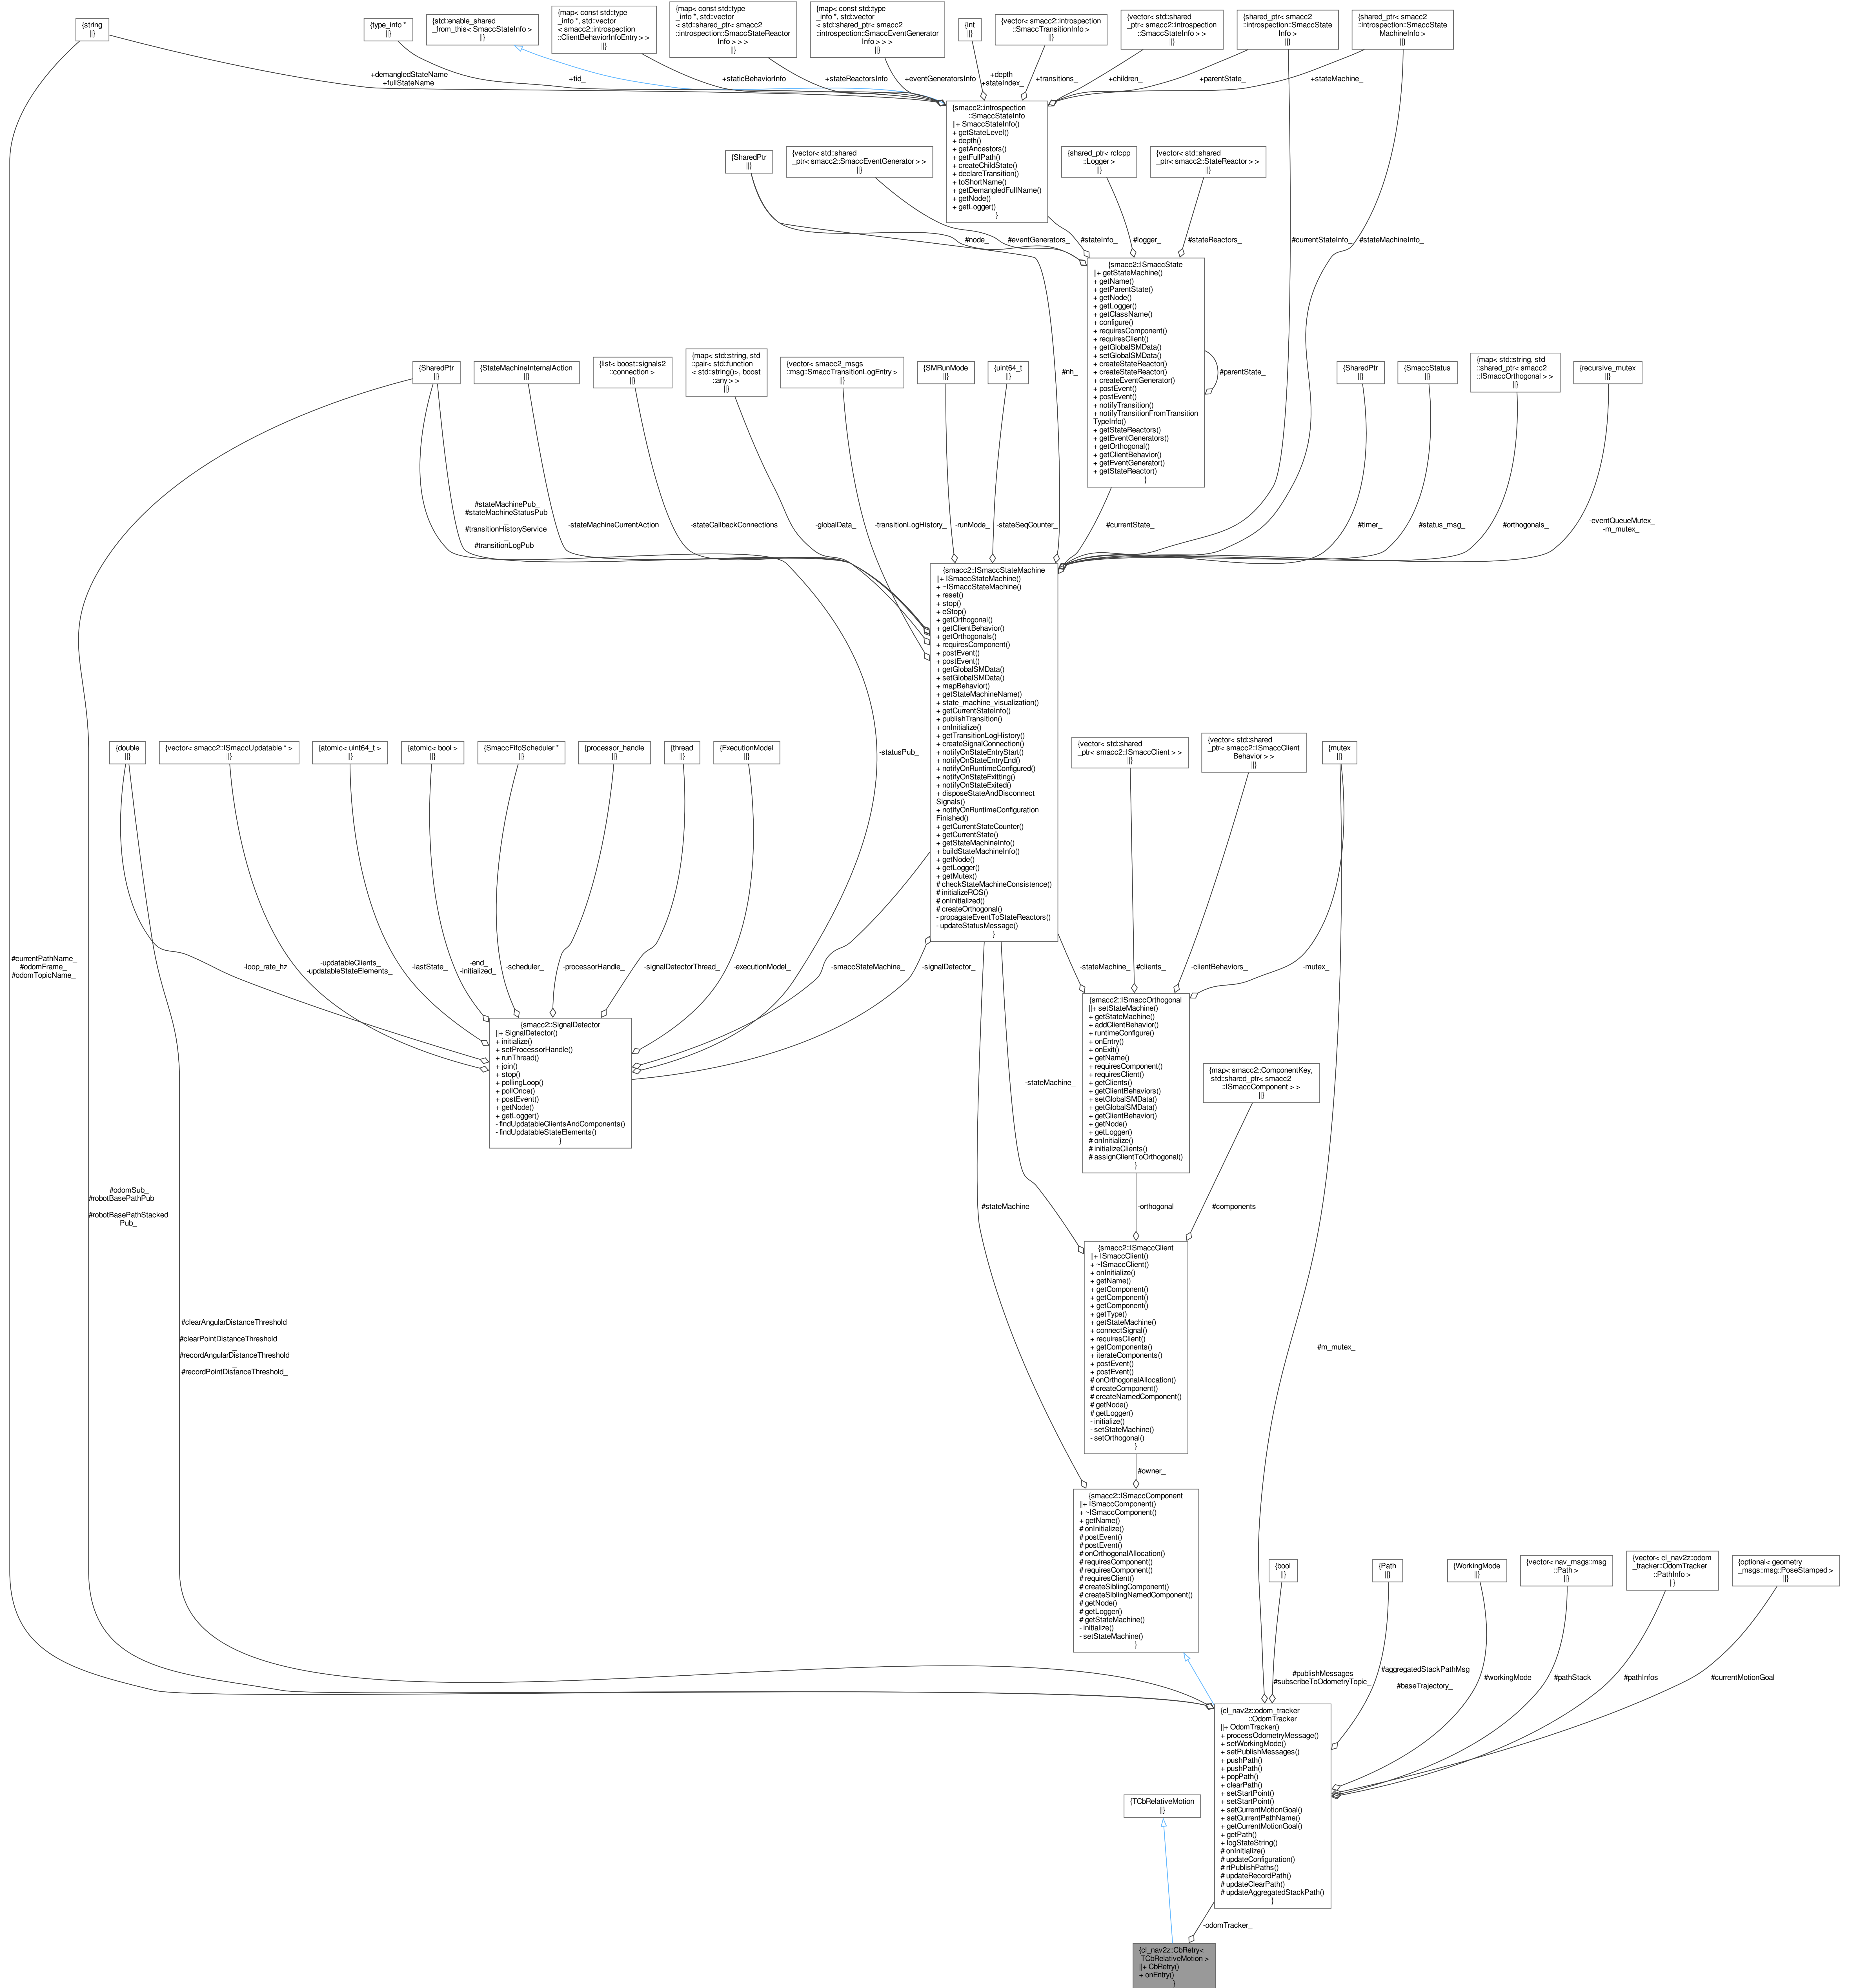 {string
||}
{type_info *
||}
{std::enable_shared
_from_this< SmaccStateInfo >
||}
{map< const std::type
_info *, std::vector
< smacc2::introspection
::ClientBehaviorInfoEntry > >
||}
{map< const std::type
_info *, std::vector
< std::shared_ptr< smacc2
::introspection::SmaccStateReactor
Info > > >
||}
{map< const std::type
_info *, std::vector
< std::shared_ptr< smacc2
::introspection::SmaccEventGenerator
Info > > >
||}
{int
||}
{vector< smacc2::introspection
::SmaccTransitionInfo >
||}
{vector< std::shared
_ptr< smacc2::introspection
::SmaccStateInfo > >
||}
{shared_ptr< smacc2
::introspection::SmaccState
Info >
||}
{shared_ptr< smacc2
::introspection::SmaccState
MachineInfo >
||}
+demangledStateName
+fullStateName
+tid_
+staticBehaviorInfo
+stateReactorsInfo
+eventGeneratorsInfo
+depth_
+stateIndex_
+transitions_
+children_
+parentState_
+stateMachine_
{smacc2::introspection
::SmaccStateInfo
||+ SmaccStateInfo()
+ getStateLevel()
+ depth()
+ getAncestors()
+ getFullPath()
+ createChildState()
+ declareTransition()
+ toShortName()
+ getDemangledFullName()
+ getNode()
+ getLogger()
}
{SharedPtr
||}
{vector< std::shared
_ptr< smacc2::SmaccEventGenerator > >
||}
{shared_ptr< rclcpp
::Logger >
||}
{vector< std::shared
_ptr< smacc2::StateReactor > >
||}
#node_
#eventGenerators_
#stateInfo_
#logger_
#stateReactors_
#currentStateInfo_
#stateMachineInfo_
{smacc2::ISmaccState
||+ getStateMachine()
+ getName()
+ getParentState()
+ getNode()
+ getLogger()
+ getClassName()
+ configure()
+ requiresComponent()
+ requiresClient()
+ getGlobalSMData()
+ setGlobalSMData()
+ createStateReactor()
+ createStateReactor()
+ createEventGenerator()
+ postEvent()
+ postEvent()
+ notifyTransition()
+ notifyTransitionFromTransition
TypeInfo()
+ getStateReactors()
+ getEventGenerators()
+ getOrthogonal()
+ getClientBehavior()
+ getEventGenerator()
+ getStateReactor()
}
#parentState_
{SharedPtr
||}
{StateMachineInternalAction
||}
{list< boost::signals2
::connection >
||}
{map< std::string, std
::pair< std::function
< std::string()>, boost
::any > >
||}
{vector< smacc2_msgs
::msg::SmaccTransitionLogEntry >
||}
{SMRunMode
||}
{uint64_t
||}
#nh_
{SharedPtr
||}
{SmaccStatus
||}
{map< std::string, std
::shared_ptr< smacc2
::ISmaccOrthogonal > >
||}
{recursive_mutex
||}
#stateMachinePub_
#stateMachineStatusPub
_
#transitionHistoryService
_
#transitionLogPub_
-stateMachineCurrentAction
-stateCallbackConnections
-globalData_
-transitionLogHistory_
-runMode_
-stateSeqCounter_
#currentState_
#timer_
#status_msg_
#orthogonals_
-eventQueueMutex_
-m_mutex_
{smacc2::ISmaccStateMachine
||+ ISmaccStateMachine()
+ ~ISmaccStateMachine()
+ reset()
+ stop()
+ eStop()
+ getOrthogonal()
+ getClientBehavior()
+ getOrthogonals()
+ requiresComponent()
+ postEvent()
+ postEvent()
+ getGlobalSMData()
+ setGlobalSMData()
+ mapBehavior()
+ getStateMachineName()
+ state_machine_visualization()
+ getCurrentStateInfo()
+ publishTransition()
+ onInitialize()
+ getTransitionLogHistory()
+ createSignalConnection()
+ notifyOnStateEntryStart()
+ notifyOnStateEntryEnd()
+ notifyOnRuntimeConfigured()
+ notifyOnStateExitting()
+ notifyOnStateExited()
+ disposeStateAndDisconnect
Signals()
+ notifyOnRuntimeConfiguration
Finished()
+ getCurrentStateCounter()
+ getCurrentState()
+ getStateMachineInfo()
+ buildStateMachineInfo()
+ getNode()
+ getLogger()
+ getMutex()
# checkStateMachineConsistence()
# initializeROS()
# onInitialized()
# createOrthogonal()
- propagateEventToStateReactors()
- updateStatusMessage()
}
{double
||}
{vector< smacc2::ISmaccUpdatable * >
||}
{atomic< uint64_t >
||}
{atomic< bool >
||}
{SmaccFifoScheduler *
||}
{processor_handle
||}
{thread
||}
{ExecutionModel
||}
-statusPub_
{vector< std::shared
_ptr< smacc2::ISmaccClient > >
||}
{vector< std::shared
_ptr< smacc2::ISmaccClient
Behavior > >
||}
{mutex
||}
#currentPathName_
#odomFrame_
#odomTopicName_
-loop_rate_hz
-updatableClients_
-updatableStateElements_
-lastState_
-end_
-initialized_
-scheduler_
-processorHandle_
-signalDetectorThread_
-executionModel_
-smaccStateMachine_
-signalDetector_
-stateMachine_
#clients_
-clientBehaviors_
-mutex_
{smacc2::SignalDetector
||+ SignalDetector()
+ initialize()
+ setProcessorHandle()
+ runThread()
+ join()
+ stop()
+ pollingLoop()
+ pollOnce()
+ postEvent()
+ getNode()
+ getLogger()
- findUpdatableClientsAndComponents()
- findUpdatableStateElements()
}
{smacc2::ISmaccOrthogonal
||+ setStateMachine()
+ getStateMachine()
+ addClientBehavior()
+ runtimeConfigure()
+ onEntry()
+ onExit()
+ getName()
+ requiresComponent()
+ requiresClient()
+ getClients()
+ getClientBehaviors()
+ setGlobalSMData()
+ getGlobalSMData()
+ getClientBehavior()
+ getNode()
+ getLogger()
# onInitialize()
# initializeClients()
# assignClientToOrthogonal()
}
-stateMachine_
{map< smacc2::ComponentKey,
std::shared_ptr< smacc2
::ISmaccComponent > >
||}
#odomSub_
#robotBasePathPub
_
#robotBasePathStacked
Pub_
#stateMachine_
-orthogonal_
#components_
{smacc2::ISmaccClient
||+ ISmaccClient()
+ ~ISmaccClient()
+ onInitialize()
+ getName()
+ getComponent()
+ getComponent()
+ getComponent()
+ getType()
+ getStateMachine()
+ connectSignal()
+ requiresClient()
+ getComponents()
+ iterateComponents()
+ postEvent()
+ postEvent()
# onOrthogonalAllocation()
# createComponent()
# createNamedComponent()
# getNode()
# getLogger()
- initialize()
- setStateMachine()
- setOrthogonal()
}
#clearAngularDistanceThreshold
_
#clearPointDistanceThreshold
_
#recordAngularDistanceThreshold
_
#recordPointDistanceThreshold_
#m_mutex_
#owner_
{smacc2::ISmaccComponent
||+ ISmaccComponent()
+ ~ISmaccComponent()
+ getName()
# onInitialize()
# postEvent()
# postEvent()
# onOrthogonalAllocation()
# requiresComponent()
# requiresComponent()
# requiresClient()
# createSiblingComponent()
# createSiblingNamedComponent()
# getNode()
# getLogger()
# getStateMachine()
- initialize()
- setStateMachine()
}
{bool
||}
{Path
||}
{WorkingMode
||}
{vector< nav_msgs::msg
::Path >
||}
{vector< cl_nav2z::odom
_tracker::OdomTracker
::PathInfo >
||}
{optional< geometry
_msgs::msg::PoseStamped >
||}
#publishMessages
#subscribeToOdometryTopic_
#aggregatedStackPathMsg
_
#baseTrajectory_
#workingMode_
#pathStack_
#pathInfos_
#currentMotionGoal_
{cl_nav2z::odom_tracker
::OdomTracker
||+ OdomTracker()
+ processOdometryMessage()
+ setWorkingMode()
+ setPublishMessages()
+ pushPath()
+ pushPath()
+ popPath()
+ clearPath()
+ setStartPoint()
+ setStartPoint()
+ setCurrentMotionGoal()
+ setCurrentPathName()
+ getCurrentMotionGoal()
+ getPath()
+ logStateString()
# onInitialize()
# updateConfiguration()
# rtPublishPaths()
# updateRecordPath()
# updateClearPath()
# updateAggregatedStackPath()
}
{TCbRelativeMotion
||}
-odomTracker_
{cl_nav2z::CbRetry<
TCbRelativeMotion >
||+ CbRetry()
+ onEntry()
}